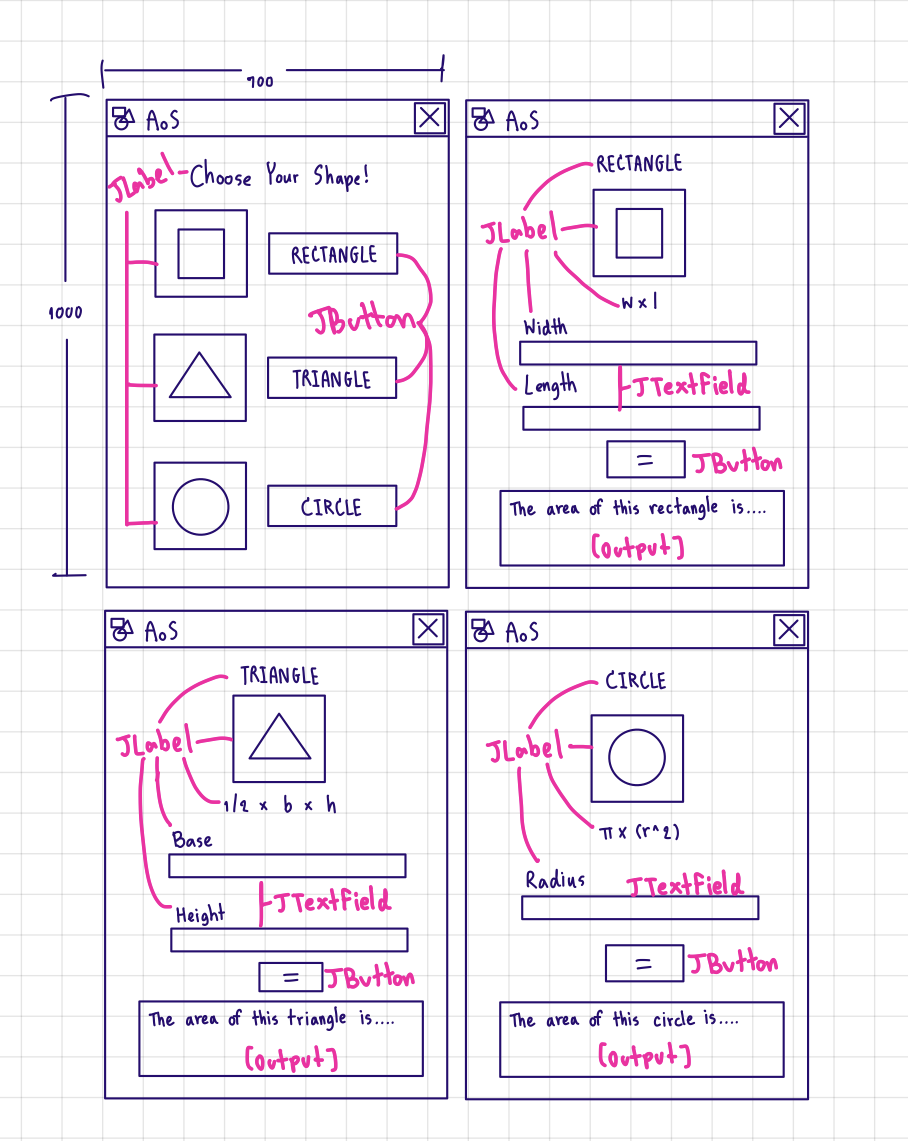 700
AoS
JLabel
Choose Your Shape!
RECTANGLE
1000
JButton
TRIANGLE
CIRCLE
AoS
RECTANGLE
JLabel
w x l
Width
Length
JTextField
=
JButton
The area of this rectangle is....
[output]
AoS
TRIANGLE
JLabel
1/2 x b x h
Base
JTextField
Height
=
JButton
The area of this triangle is....
[output]
AoS
CIRCLE
JLabel
π x (r^2)
Radius
JTextField
=
JButton
The area of this circle is....
[output]